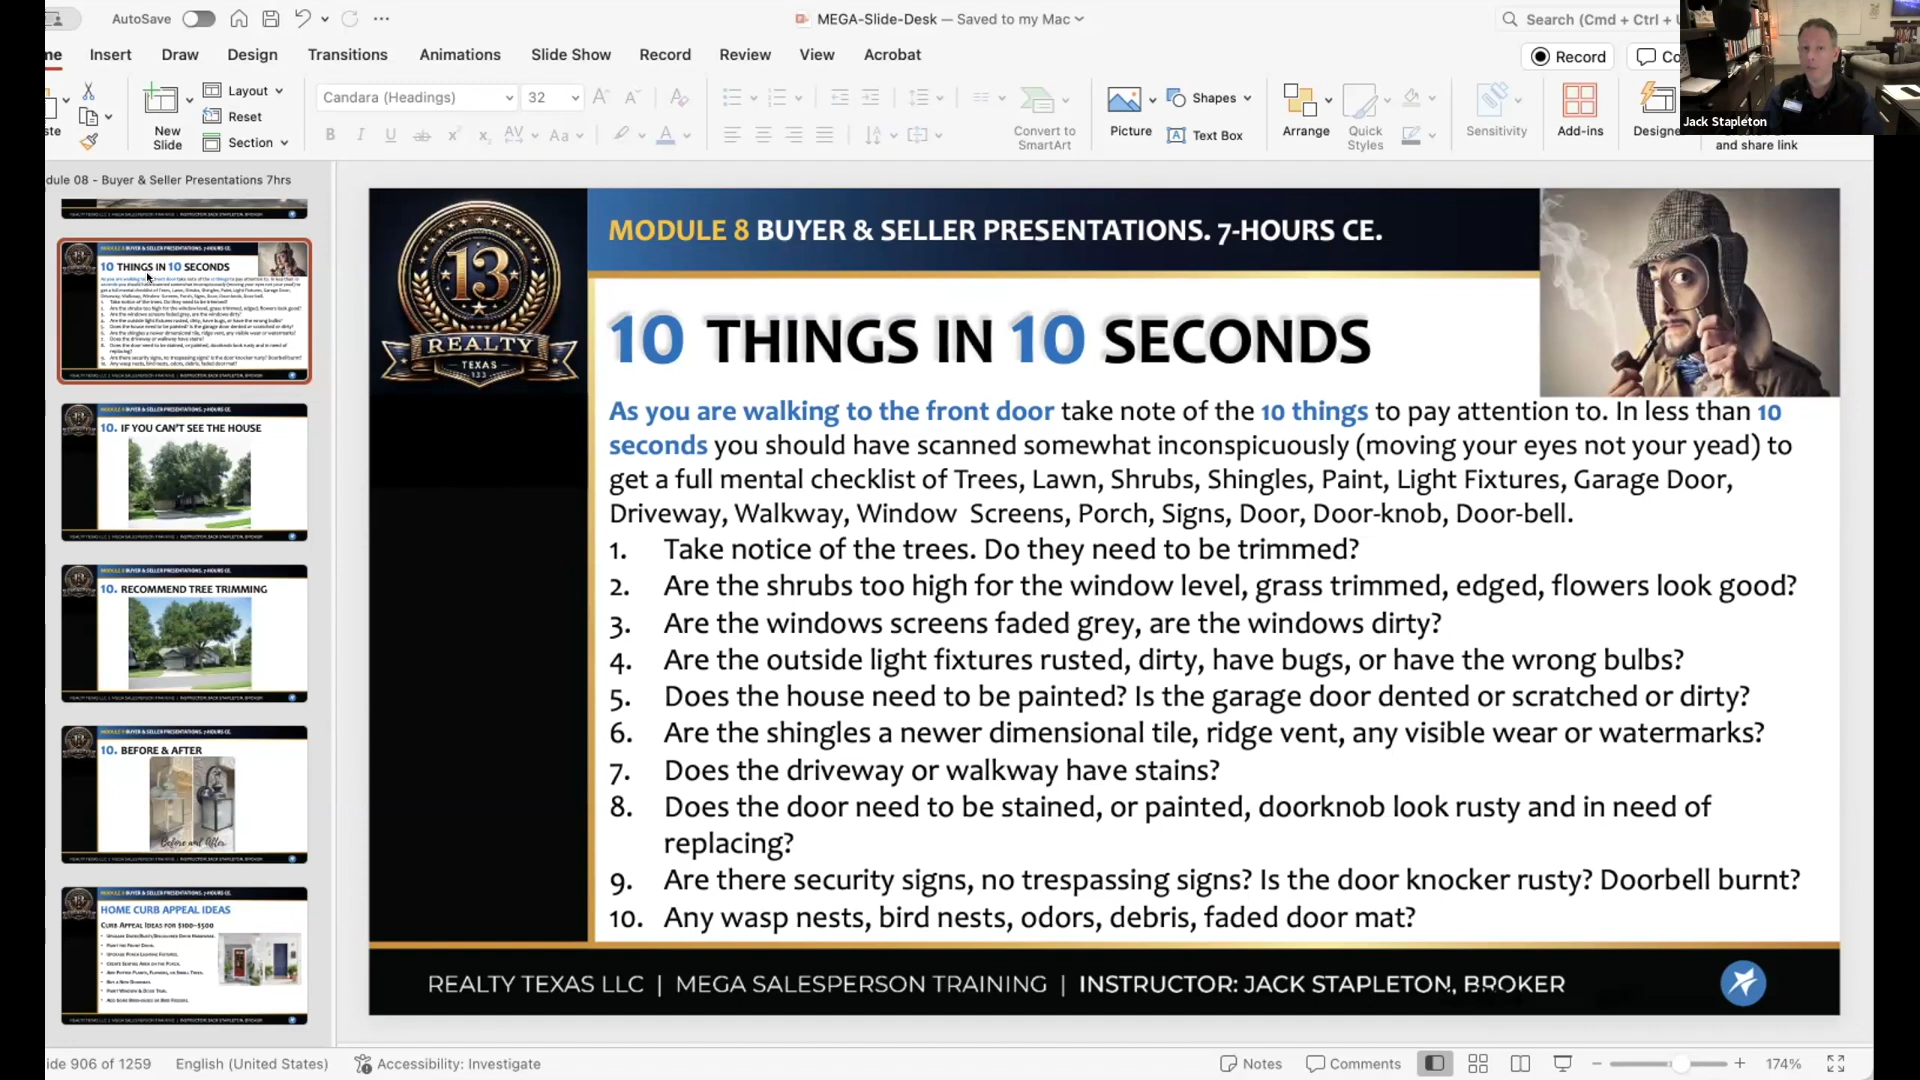 AutoSave
MEGA-Slide-Desk — Saved to my Mac
Search (Cmd + Ctrl +
Insert
Draw
Design
Transitions
Animations
Slide Show
Record
Review
View
Acrobat
Record
Jack Stapleton
New
Slide
Layout
Reset
Section
Candara (Headings)
32
Convert to
SmartArt
Picture
Shapes
Text Box
Arrange
Quick
Styles
Sensitivity
Add-ins
and share link
dule 08 - Buyer & Seller Presentations 7hrs
10 THINGS IN 10 SECONDS
10. IF YOU CAN'T SEE THE HOUSE
10. RECOMMEND TREE TRIMMING
10. BEFORE & AFTER
Before and After
HOME CURB APPEAL IDEAS
CURB APPEAL IDEAS FOR $100-$500
13
REALTY
TEXAS
133
MODULE 8 BUYER & SELLER PRESENTATIONS. 7-HOURS CE.
10 THINGS IN 10 SECONDS
As you are walking to the front door take note of the 10 things to pay attention to. In less than 10
seconds you should have scanned somewhat inconspicuously (moving your eyes not your yead) to
get a full mental checklist of Trees, Lawn, Shrubs, Shingles, Paint, Light Fixtures, Garage Door,
Driveway, Walkway, Window Screens, Porch, Signs, Door, Door-knob, Door-bell.
1. Take notice of the trees. Do they need to be trimmed?
2. Are the shrubs too high for the window level, grass trimmed, edged, flowers look good?
3. Are the windows screens faded grey, are the windows dirty?
4. Are the outside light fixtures rusted, dirty, have bugs, or have the wrong bulbs?
5. Does the house need to be painted? Is the garage door dented or scratched or dirty?
6. Are the shingles a newer dimensional tile, ridge vent, any visible wear or watermarks?
7. Does the driveway or walkway have stains?
8. Does the door need to be stained, or painted, doorknob look rusty and in need of
replacing?
9. Are there security signs, no trespassing signs? Is the door knocker rusty? Doorbell burnt?
10. Any wasp nests, bird nests, odors, debris, faded door mat?
REALTY TEXAS LLC | MEGA SALESPERSON TRAINING | INSTRUCTOR: JACK STAPLETON, BROKER
ide 906 of 1259
English (United States)
Accessibility: Investigate
Notes
Comments
174%